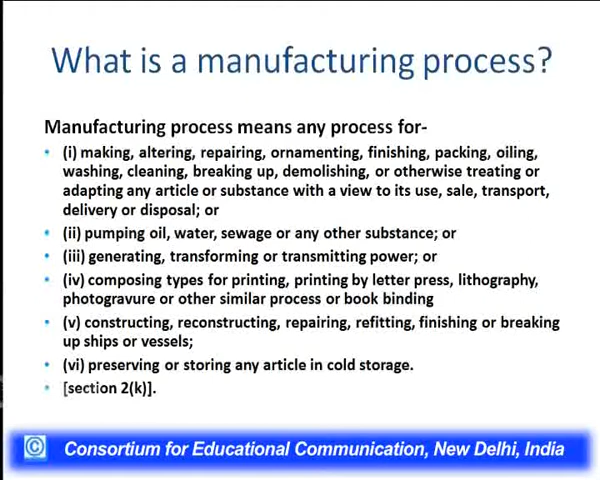 What is a manufacturing process?
Manufacturing process means any process for-
• (i) making, altering, repairing, ornamenting, finishing, packing, oiling,
washing, cleaning, breaking up, demolishing, or otherwise treating or
adapting any article or substance with a view to its use, sale, transport,
delivery or disposal; or
• (ii) pumping oil, water, sewage or any other substance; or
• (iii) generating, transforming or transmitting power; or
• (iv) composing types for printing, printing by letter press, lithography,
photogravure or other similar process or book binding
• (v) constructing, reconstructing, repairing, refitting, finishing or breaking
up ships or vessels;
• (vi) preserving or storing any article in cold storage.
• [section 2(k)].
© Consortium for Educational Communication, New Delhi, India